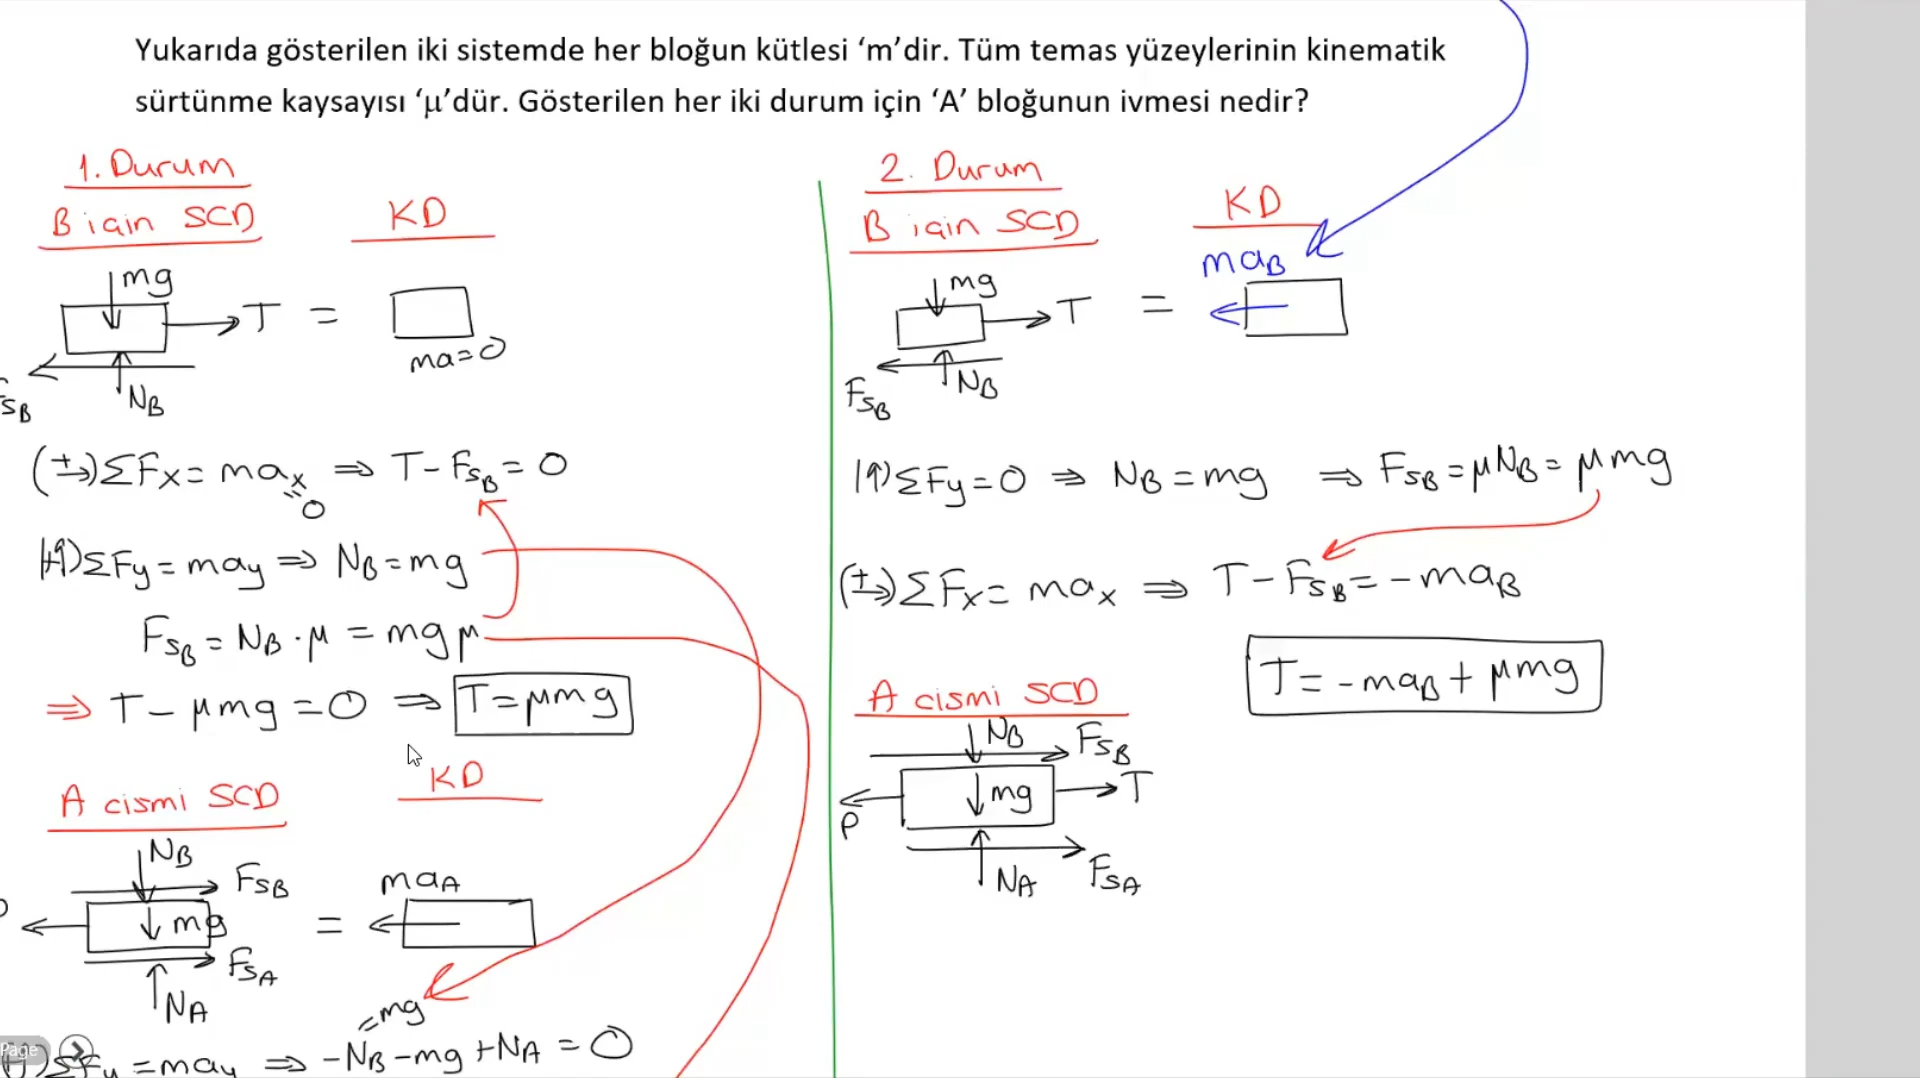 Yukarıda gösterilen iki sistemde her bloğun kütlesi ‘m’dir. Tüm temas yüzeylerinin kinematik
sürtünme kaysayısı ‘μ’dür. Gösterilen her iki durum için ‘A’ bloğunun ivmesi nedir?
1. Durum
B için SCD
KD
mg
T =
ma=0
FSB
NB
(±→) ΣFx = max ⇒ T - FSB = 0
=0
(+↑) ΣFy = may ⇒ NB = mg
FSB = NB · μ = mgμ
⇒ T - μmg = 0 ⇒ T = μmg
A cismi SCD
KD
NB
FSB
maA
P
mg
=
FSA
NA
=mg
(+↑) ΣFy = may ⇒ -NB - mg + NA = 0
Page
2. Durum
B için SCD
KD
maB
mg
T =
FSB
NB
(↑) ΣFy = 0 ⇒ NB = mg ⇒ FSB = μNB = μmg
(±→) ΣFx = max ⇒ T - FSB = - maB
T = - maB + μmg
A cismi SCD
NB
FSB
P
mg
T
NA
FSA